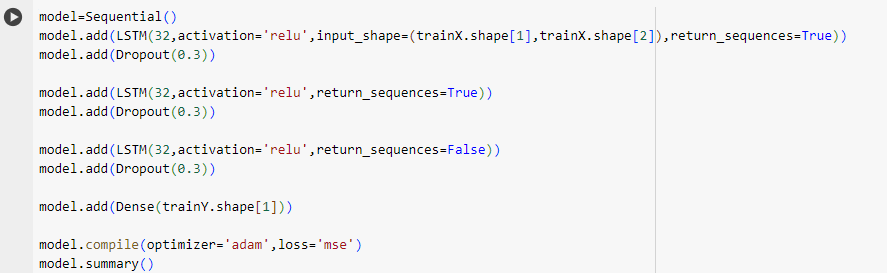 model=Sequential()
model.add(LSTM(32,activation='relu',input_shape=(trainX.shape[1],trainX.shape[2]),return_sequences=True))
model.add(Dropout(0.3))
model.add(LSTM(32,activation='relu',return_sequences=True))
model.add(Dropout(0.3))
model.add(LSTM(32,activation='relu',return_sequences=False))
model.add(Dropout(0.3))
model.add(Dense(trainY.shape[1]))
model.compile(optimizer='adam',loss='mse')
model.summary()